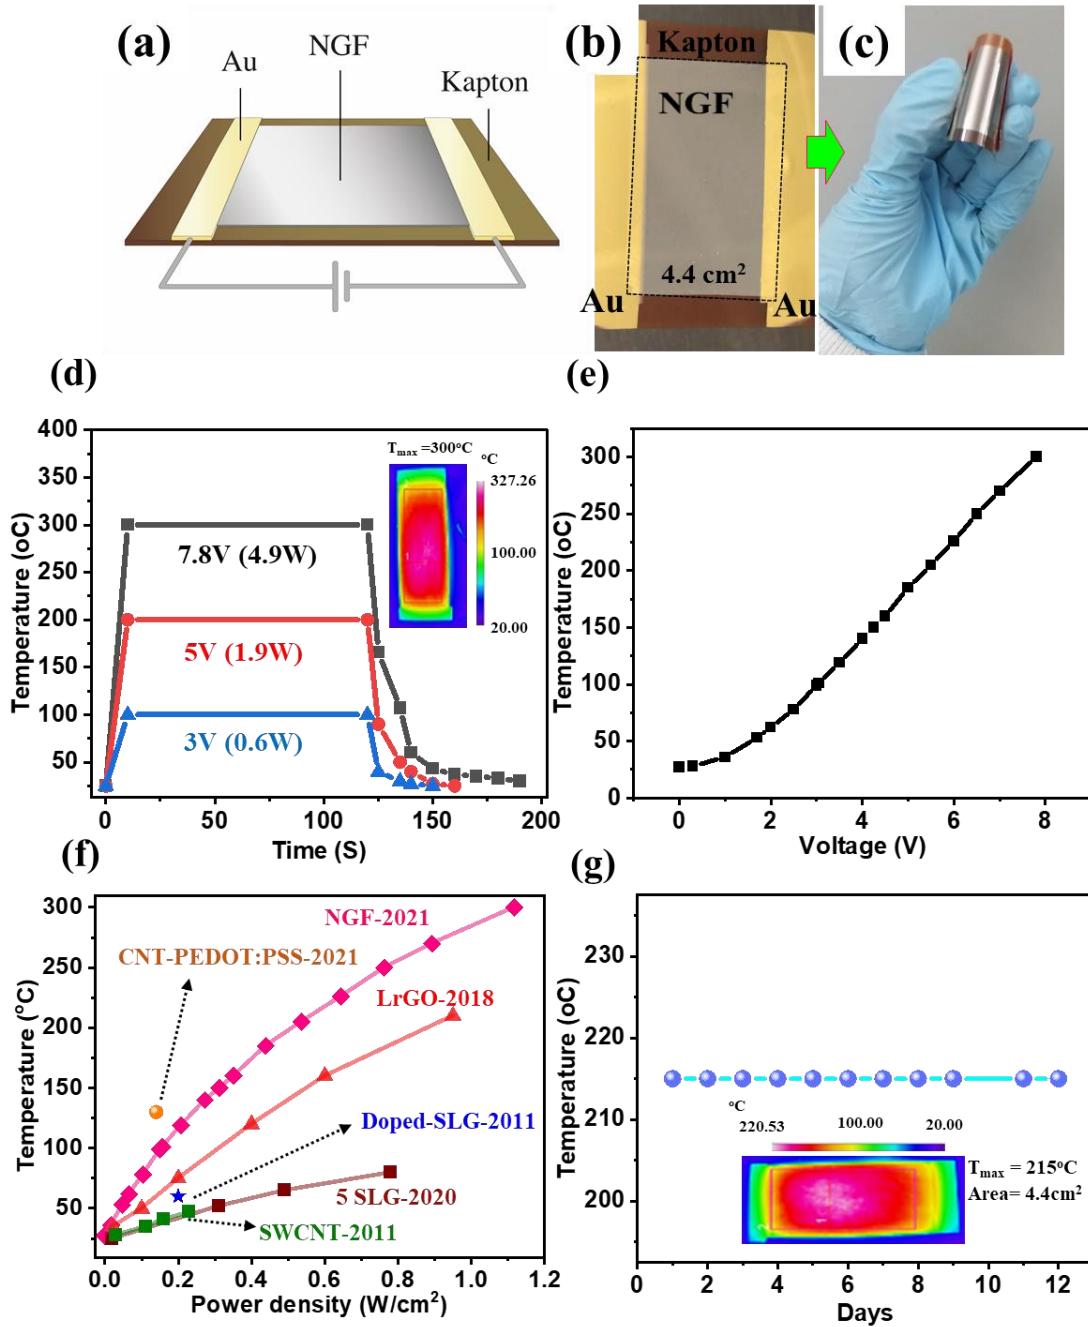 (a)
NGF
Au
Kapton
(b)
Kapton
NGF
4.4 cm²
Au
Au
(c)
(d)
Temperature (oC)
400
350
300
250
200
150
100
50
0
50
100
150
200
Time (S)
7.8V (4.9W)
5V (1.9W)
3V (0.6W)
Tmax =300°C
°C
327.26
100.00
20.00
(e)
Temperature (oC)
300
250
200
150
100
50
0
0
2
4
6
8
Voltage (V)
(f)
Temperature (°C)
300
250
200
150
100
50
0.0
0.2
0.4
0.6
0.8
1.0
1.2
Power density (W/cm²)
NGF-2021
CNT-PEDOT:PSS-2021
LrGO-2018
Doped-SLG-2011
5 SLG-2020
SWCNT-2011
(g)
Temperature (oC)
230
220
210
200
0
2
4
6
8
10
12
Days
°C
220.53
100.00
20.00
Tmax = 215°C
Area= 4.4cm²